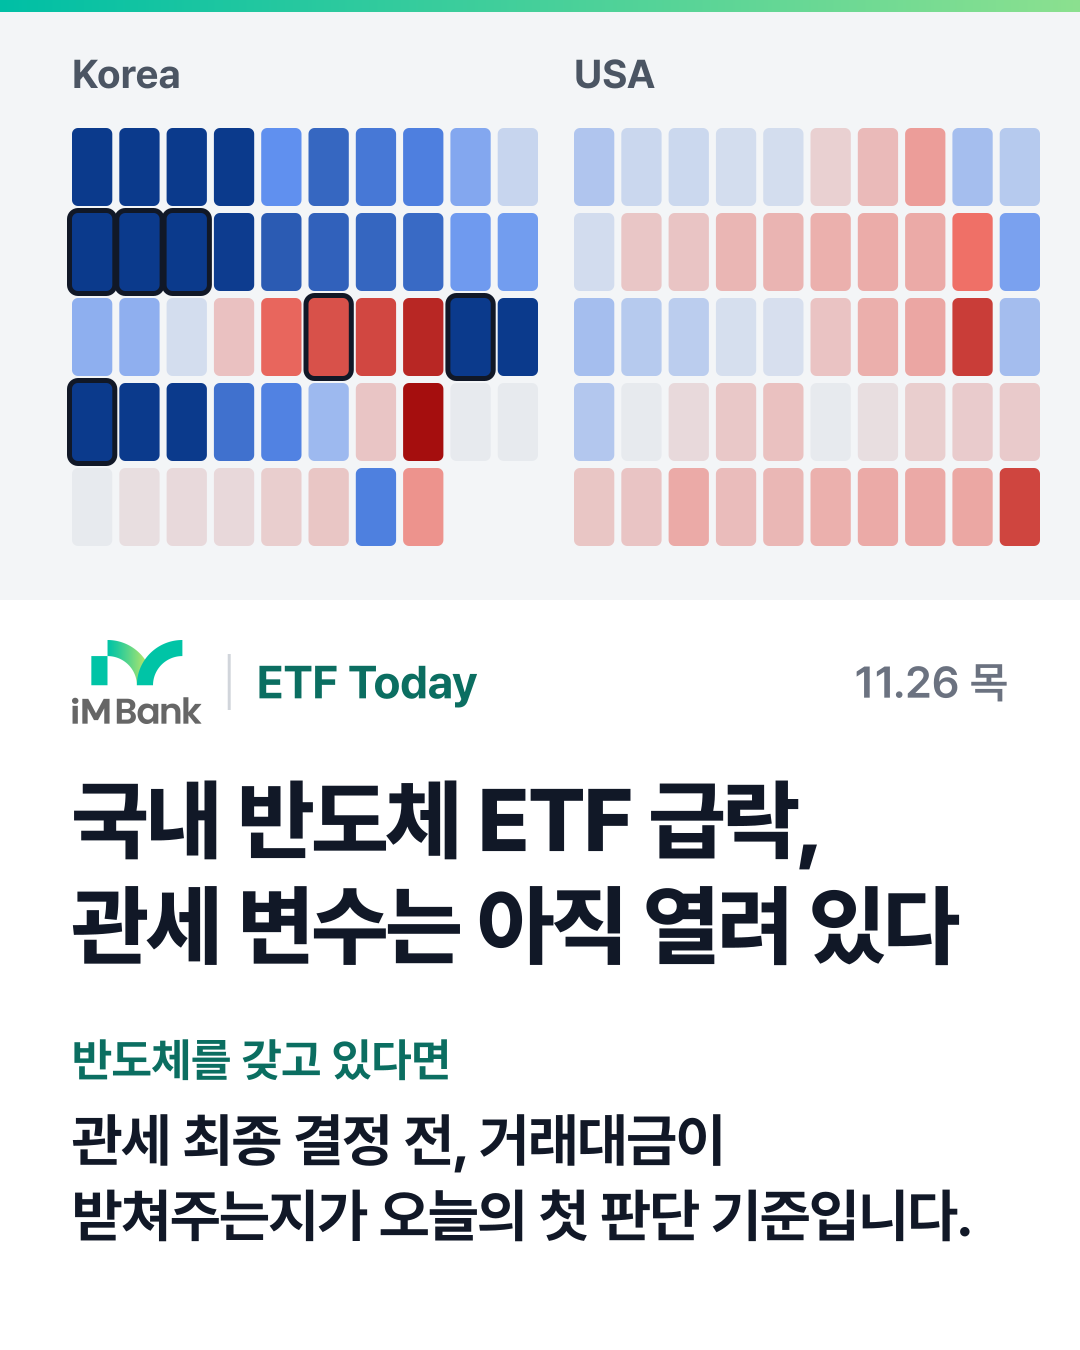 Korea
USA
iM Bank
ETF Today
11.26 목
국내 반도체 ETF 급락,
관세 변수는 아직 열려 있다
반도체를 갖고 있다면
관세 최종 결정 전, 거래대금이
받쳐주는지가 오늘의 첫 판단 기준입니다.